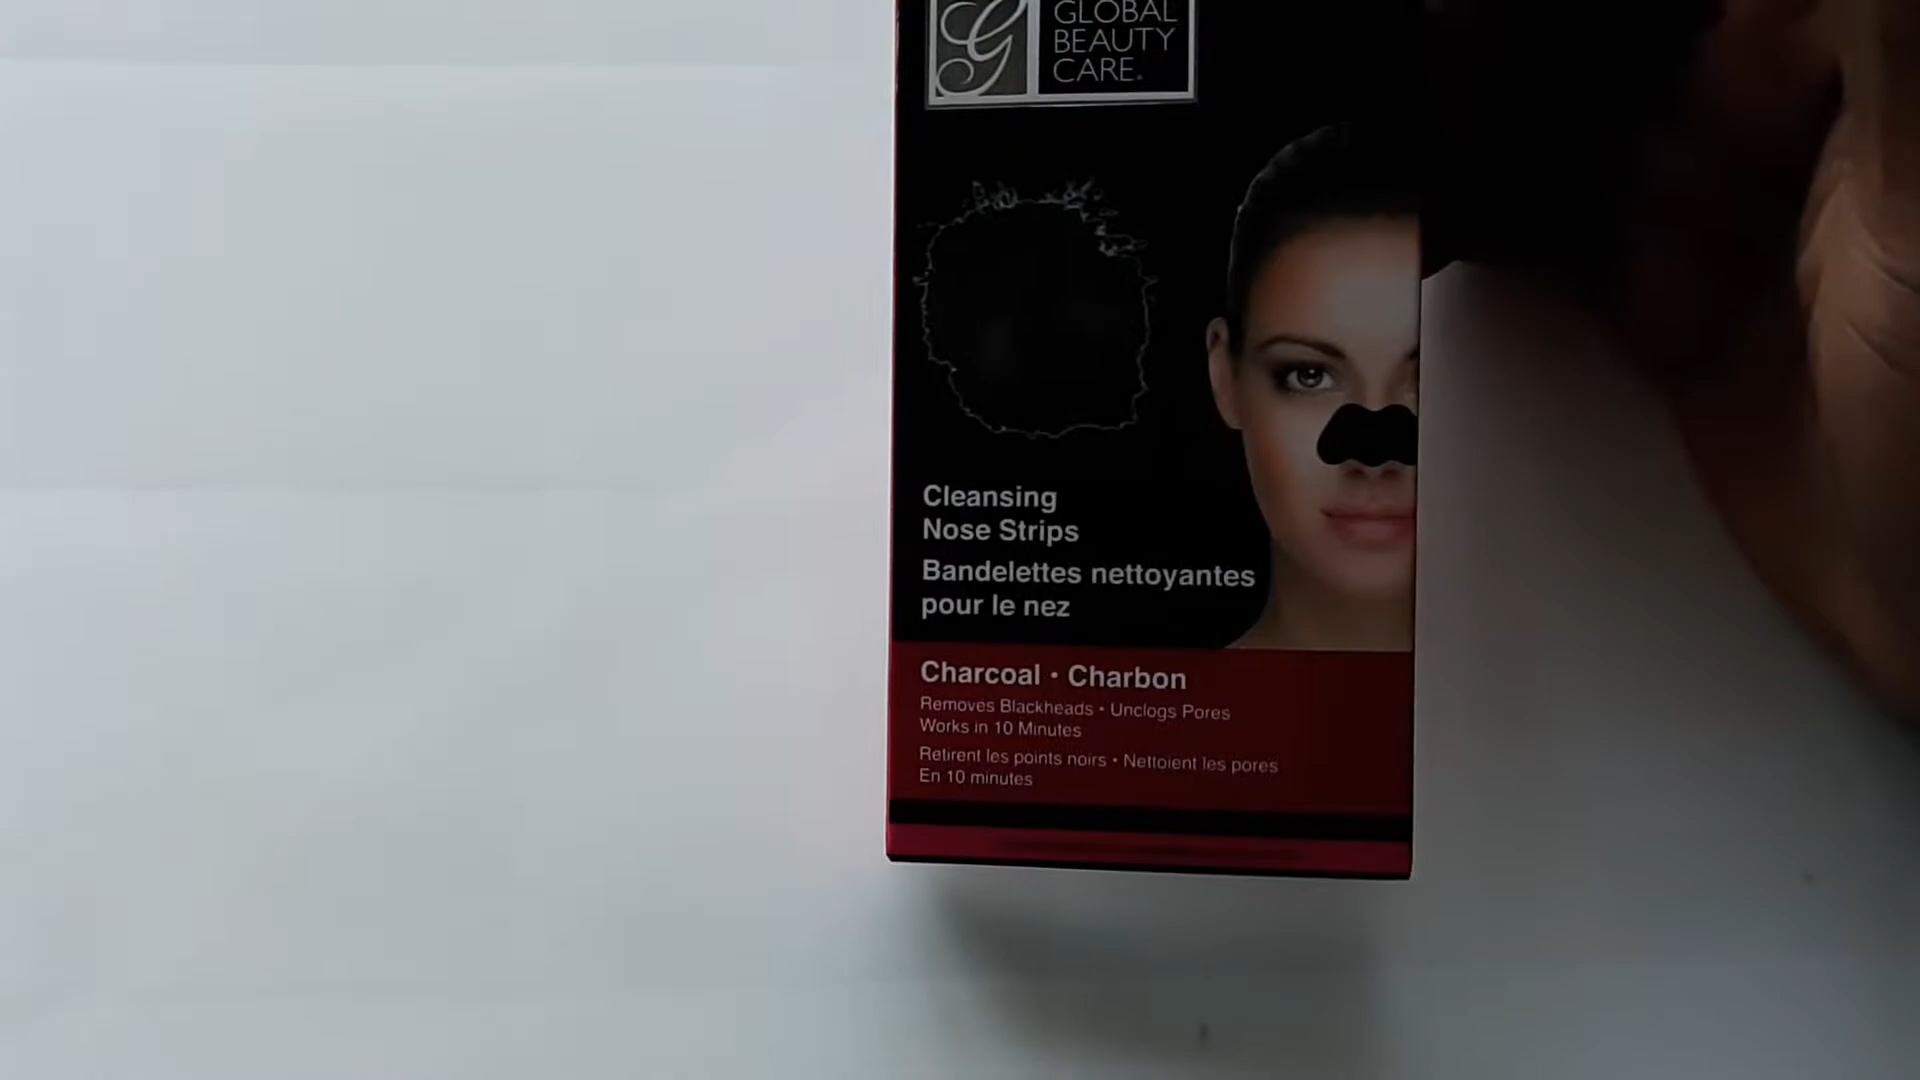 GLOBAL
BEAUTY
CARE.
Cleansing
Nose Strips
Bandelettes nettoyantes
pour le nez
Charcoal • Charbon
Removes Blackheads • Unclogs Pores
Works in 10 Minutes
Retirent les points noirs • Nettoient les pores
En 10 minutes